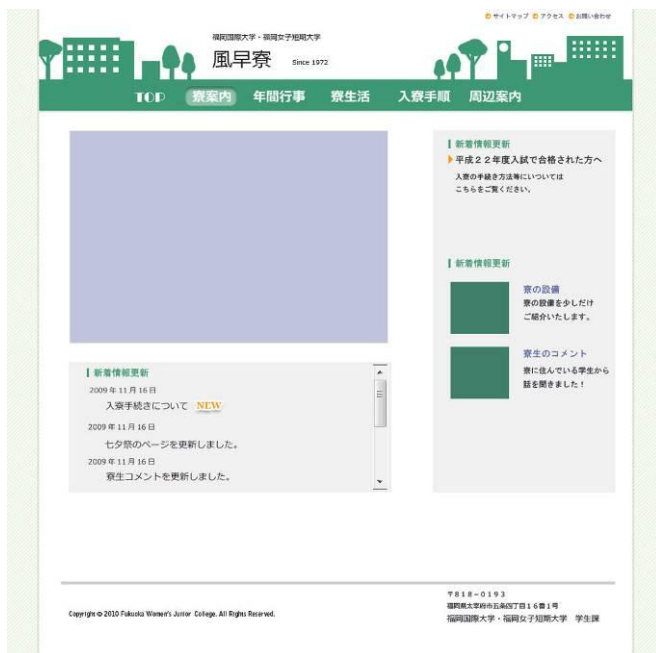 サイトマップ アクセス お問い合わせ
福岡国際大学・福岡女子短期大学
風早寮 Since 1972
TOP 寮案内 年間行事 寮生活 入寮手順 周辺案内
新着情報更新
平成２２年度入試で合格された方へ
入寮の手続き方法等にいついては
こちらをご覧ください。
新着情報更新
寮の設備
寮の設備を少しだけ
ご紹介いたします。
寮生のコメント
寮に住んでいる学生から
話を聞きました！
新着情報更新
2009年11月16日
入寮手続きについて NEW
2009年11月16日
七夕祭のページを更新しました。
2009年11月16日
寮生コメントを更新しました。
Copyright © 2010 Fukuoka Women's Junior College. All Rights Reserved.
〒818-0193
福岡県太宰府市五条四丁目１６番１号
福岡国際大学・福岡女子短期大学 学生課